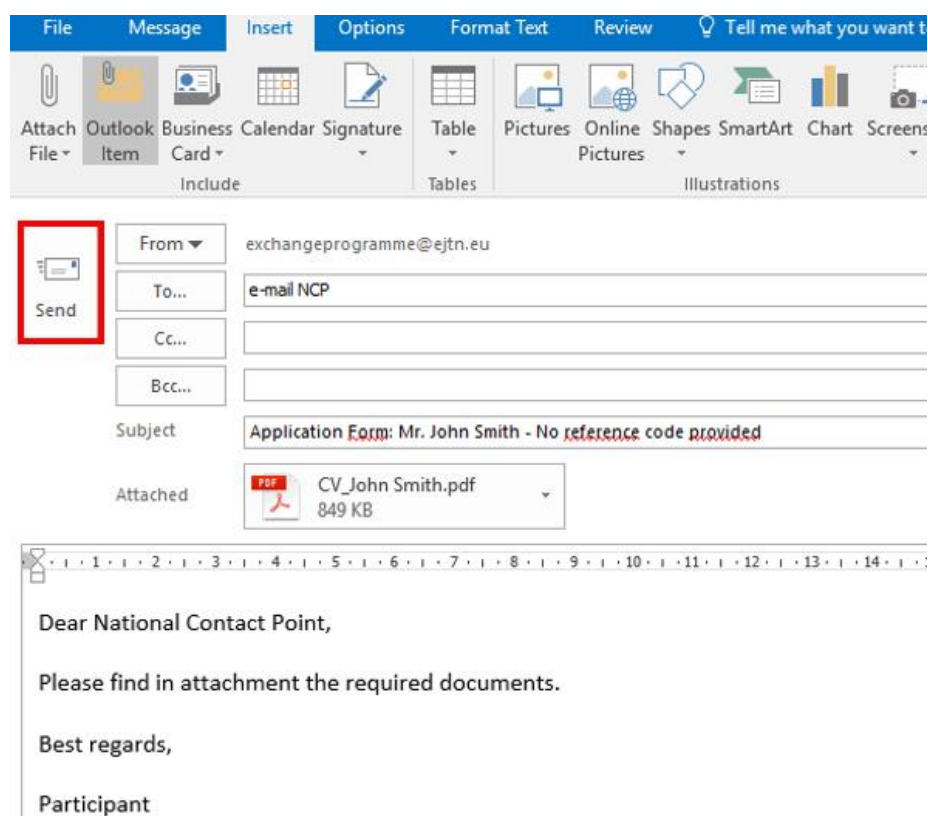 File Message Insert Options Format Text Review Tell me what you want t
Attach File Outlook Item Business Card Calendar Signature Table Pictures Online Pictures Shapes SmartArt Chart Screens
Include Tables Illustrations
Send
From exchangeprogramme@ejtn.eu
To... e-mail NCP
Cc...
Bcc...
Subject Application Form: Mr. John Smith - No reference code provided
Attached PDF CV_John Smith.pdf
849 KB
1 2 3 4 5 6 7 8 9 10 11 12 13 14
Dear National Contact Point,
Please find in attachment the required documents.
Best regards,
Participant